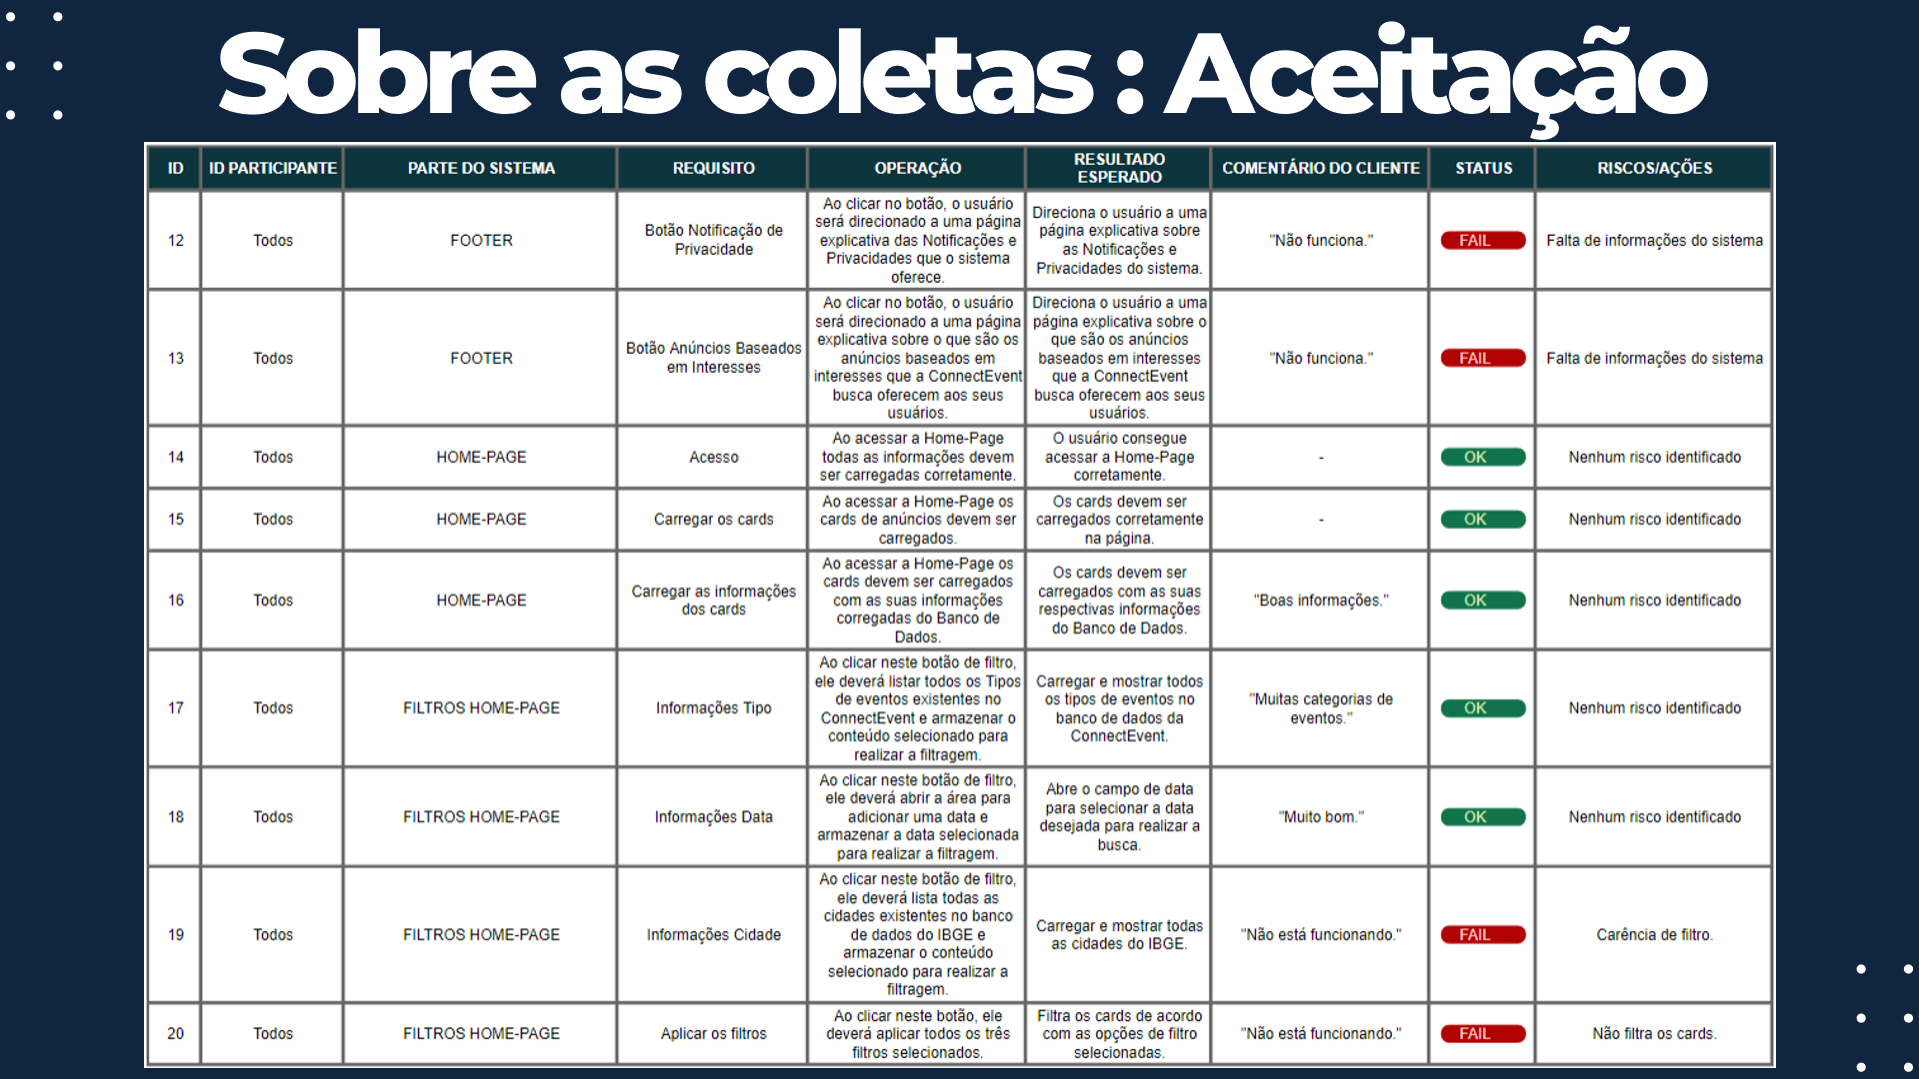 Sobre as coletas : Aceitação
ID
ID PARTICIPANTE
PARTE DO SISTEMA
REQUISITO
OPERAÇÃO
RESULTADO
ESPERADO
COMENTÁRIO DO CLIENTE
STATUS
RISCOS/AÇÕES
12
Todos
FOOTER
Botão Notificação de
Privacidade
Ao clicar no botão, o usuário
será direcionado a uma página
explicativa das Notificações e
Privacidades que o sistema
oferece.
Direciona o usuário a uma
página explicativa sobre
as Notificações e
Privacidades do sistema.
"Não funciona."
FAIL
Falta de informações do sistema
13
Todos
FOOTER
Botão Anúncios Baseados
em Interesses
Ao clicar no botão, o usuário
será direcionado a uma página
explicativa sobre o que são os
anúncios baseados em
interesses que a ConnectEvent
busca oferecem aos seus
usuários.
Direciona o usuário a uma
página explicativa sobre o
que são os anúncios
baseados em interesses
que a ConnectEvent
busca oferecem aos seus
usuários.
"Não funciona."
FAIL
Falta de informações do sistema
14
Todos
HOME-PAGE
Acesso
Ao acessar a Home-Page
todas as informações devem
ser carregadas corretamente.
O usuário consegue
acessar a Home-Page
corretamente.
-
OK
Nenhum risco identificado
15
Todos
HOME-PAGE
Carregar os cards
Ao acessar a Home-Page os
cards de anúncios devem ser
carregados.
Os cards devem ser
carregados corretamente
na página.
-
OK
Nenhum risco identificado
16
Todos
HOME-PAGE
Carregar as informações
dos cards
Ao acessar a Home-Page os
cards devem ser carregados
com as suas informações
corregadas do Banco de
Dados.
Os cards devem ser
carregados com as suas
respectivas informações
do Banco de Dados.
"Boas informações."
OK
Nenhum risco identificado
17
Todos
FILTROS HOME-PAGE
Informações Tipo
Ao clicar neste botão de filtro,
ele deverá listar todos os Tipos
de eventos existentes no
ConnectEvent e armazenar o
conteúdo selecionado para
realizar a filtragem.
Carregar e mostrar todos
os tipos de eventos no
banco de dados da
ConnectEvent.
"Muitas categorias de
eventos."
OK
Nenhum risco identificado
18
Todos
FILTROS HOME-PAGE
Informações Data
Ao clicar neste botão de filtro,
ele deverá abrir a área para
adicionar uma data e
armazenar a data selecionada
para realizar a filtragem.
Abre o campo de data
para selecionar a data
desejada para realizar a
busca.
"Muito bom."
OK
Nenhum risco identificado
19
Todos
FILTROS HOME-PAGE
Informações Cidade
Ao clicar neste botão de filtro,
ele deverá lista todas as
cidades existentes no banco
de dados do IBGE e
armazenar o conteúdo
selecionado para realizar a
filtragem.
Carregar e mostrar todas
as cidades do IBGE.
"Não está funcionando."
FAIL
Carência de filtro.
20
Todos
FILTROS HOME-PAGE
Aplicar os filtros
Ao clicar neste botão, ele
deverá aplicar todos os três
filtros selecionados.
Filtra os cards de acordo
com as opções de filtro
selecionadas.
"Não está funcionando."
FAIL
Não filtra os cards.